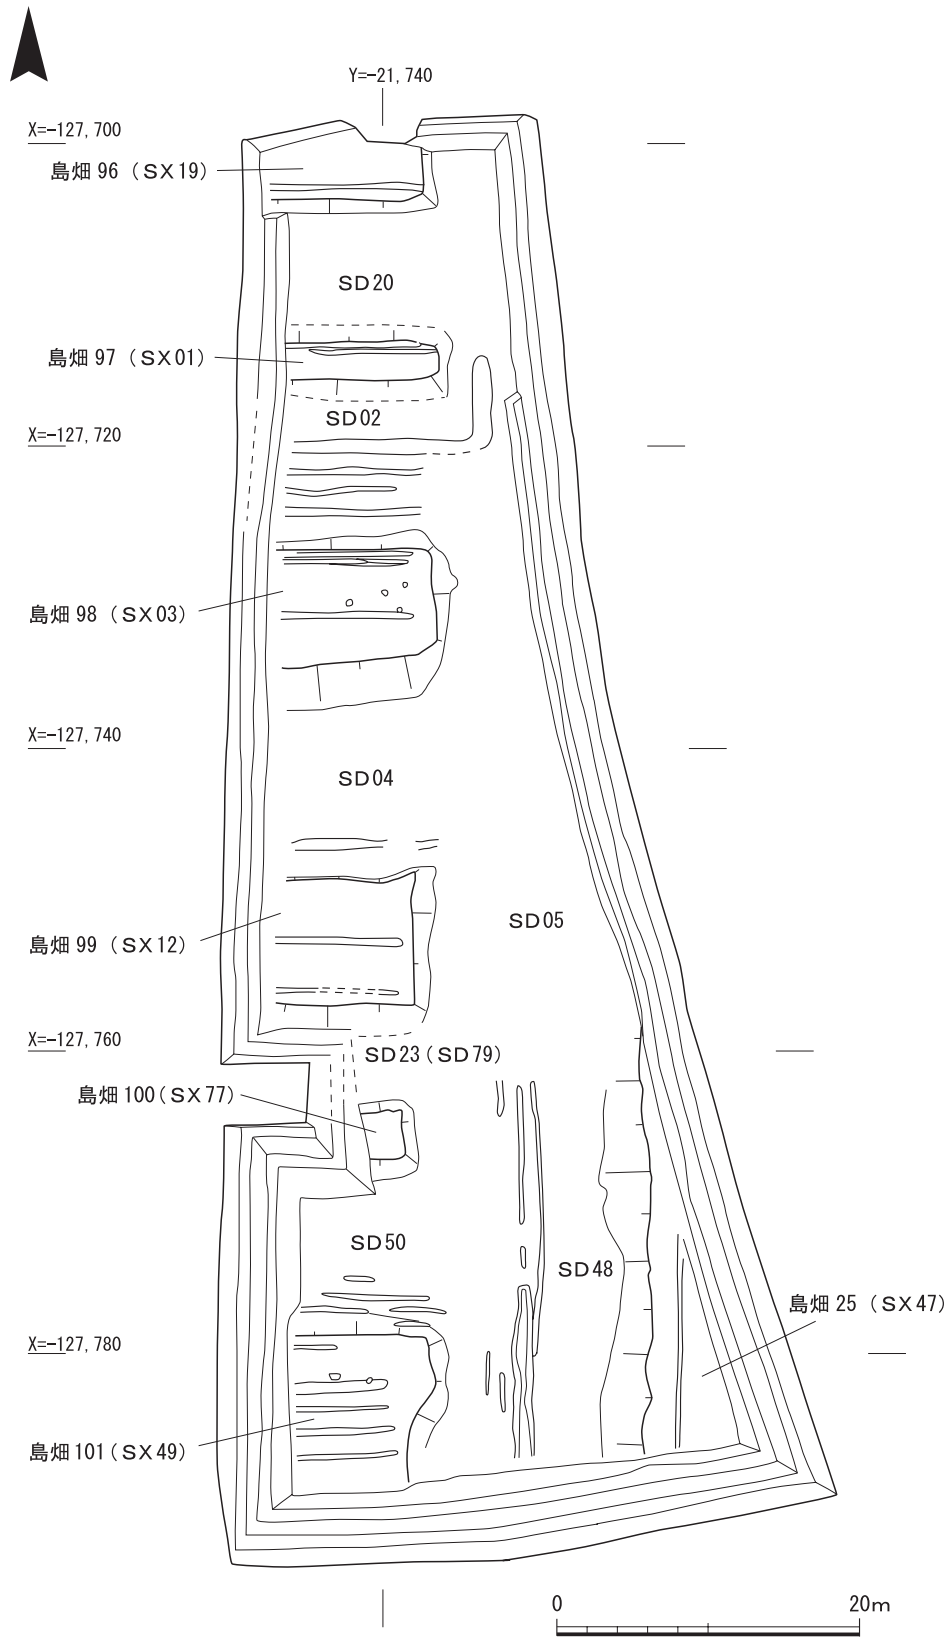 Y=-21,740
X=-127,700
島畑 96（SX19）
SD20
島畑 97（SX01）
SD02
X=-127,720
島畑 98（SX03）
X=-127,740
SD04
SD05
島畑 99（SX12）
X=-127,760
SD23（SD79）
島畑 100（SX77）
SD50
SD48
島畑 25（SX47）
X=-127,780
島畑 101（SX49）
0 20m